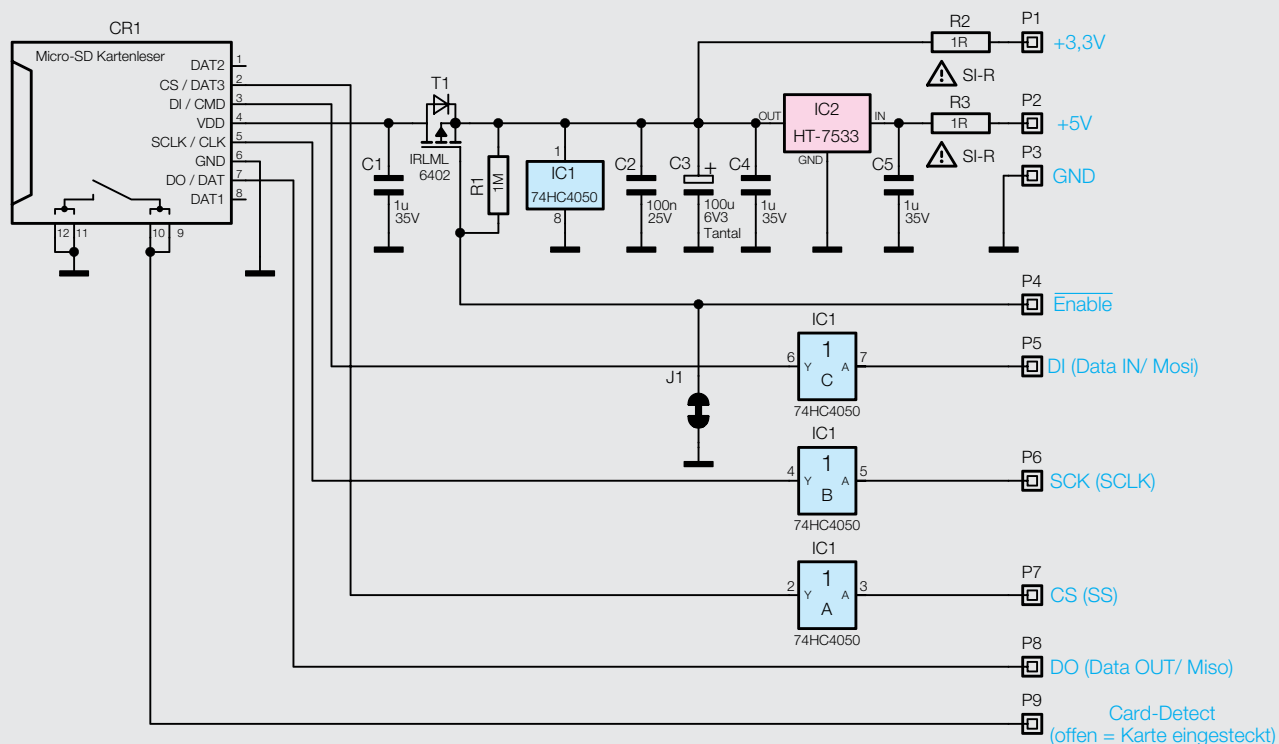 CR1
Micro-SD Kartenleser
DAT2 1
CS / DAT3 2
DI / CMD 3
VDD 4
SCLK / CLK 5
GND 6
DO / DAT 7
DAT1 8
12 11 10 9
T1
IRLML
6402
C1
1u
35V
R1
1M
1
IC1
74HC4050
8
C2
100n
25V
C3
+
100u
6V3
Tantal
C4
1u
35V
OUT IC2 IN
HT-7533
GND
C5
1u
35V
R2
1R
SI-R
R3
1R
SI-R
P1
+3,3V
P2
+5V
P3
GND
P4
Enable
J1
IC1
6 Y 1 A 7
C
74HC4050
P5
DI (Data IN/ Mosi)
IC1
4 Y 1 A 5
B
74HC4050
P6
SCK (SCLK)
IC1
2 Y 1 A 3
A
74HC4050
P7
CS (SS)
P8
DO (Data OUT/ Miso)
P9
Card-Detect
(offen = Karte eingesteckt)